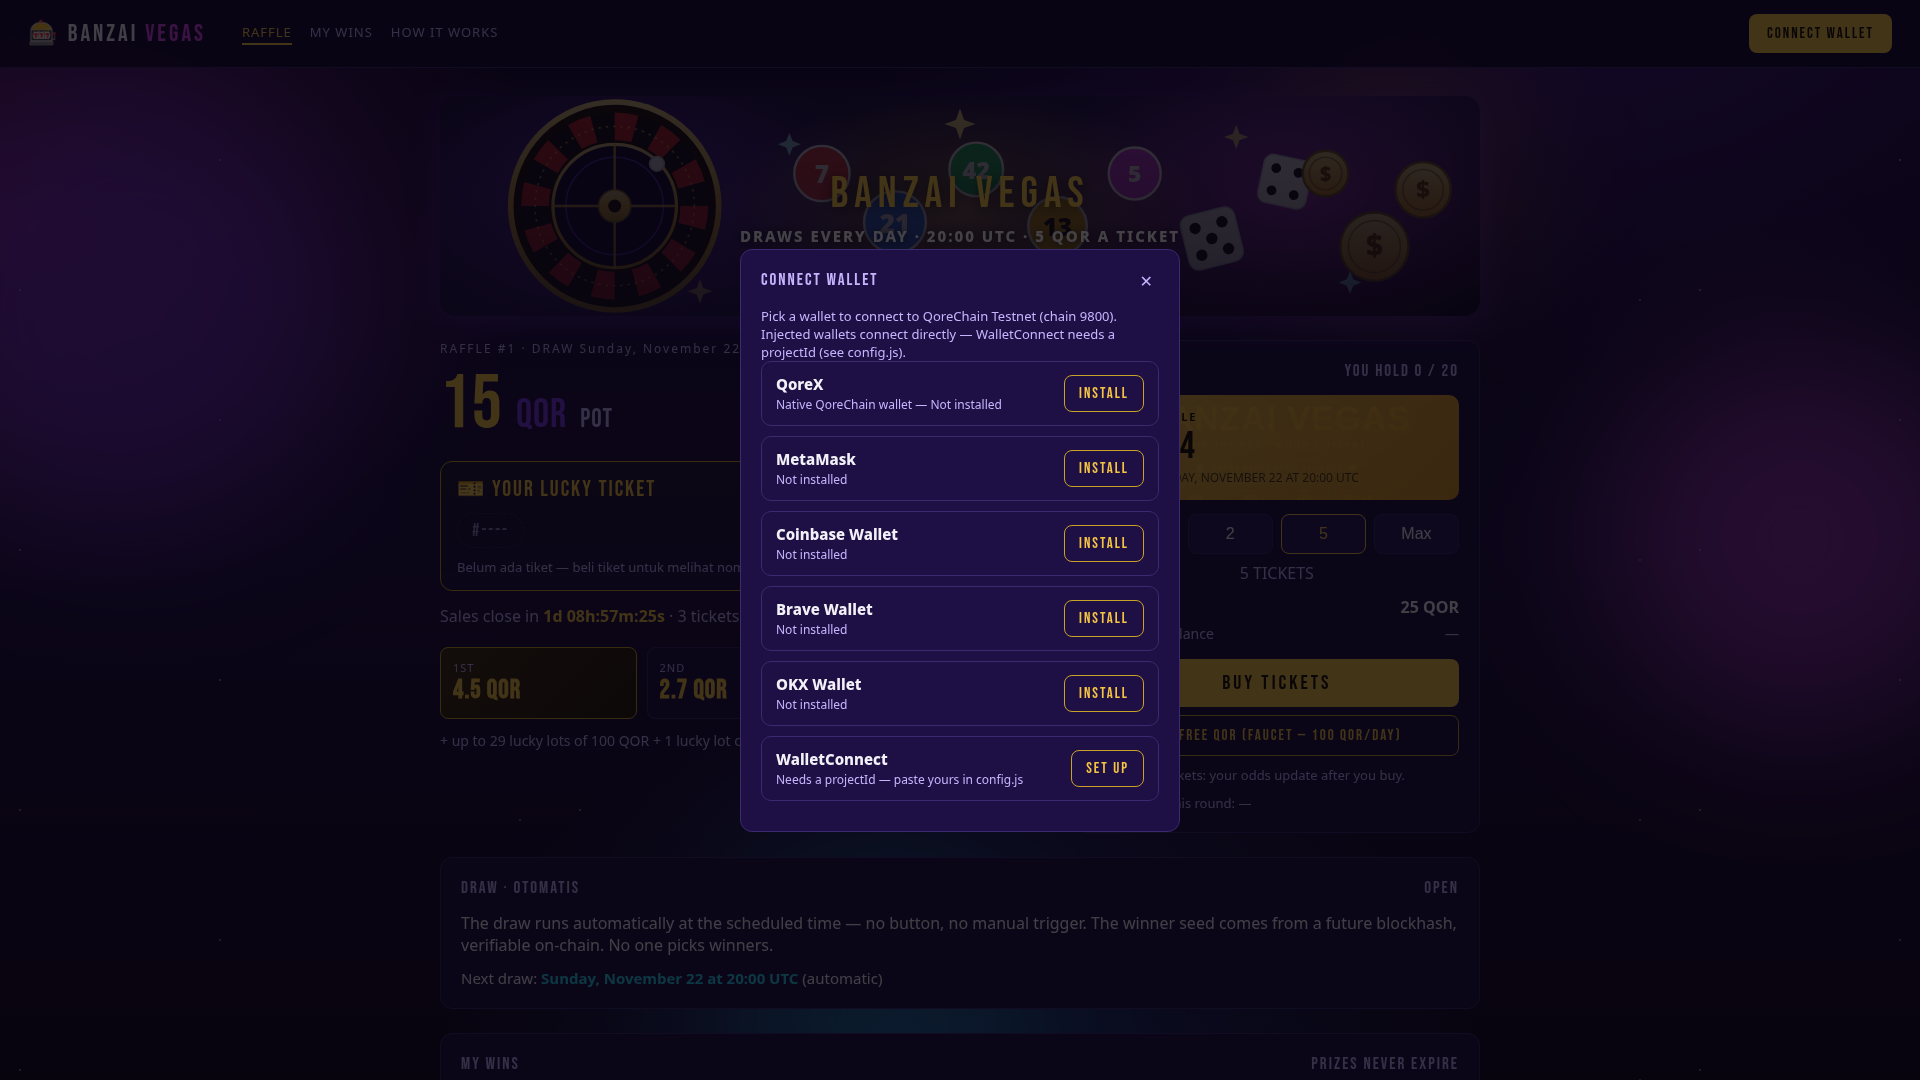 BANZAI VEGAS
RAFFLE
MY WINS
HOW IT WORKS
CONNECT WALLET
7
42
5
21
13
$
$
$
BANZAI VEGAS
DRAWS EVERY DAY · 20:00 UTC · 5 QOR A TICKET
CONNECT WALLET
×
Pick a wallet to connect to QoreChain Testnet (chain 9800).
Injected wallets connect directly — WalletConnect needs a
projectId (see config.js).
QoreX
Native QoreChain wallet — Not installed
INSTALL
MetaMask
Not installed
INSTALL
Coinbase Wallet
Not installed
INSTALL
Brave Wallet
Not installed
INSTALL
OKX Wallet
Not installed
INSTALL
WalletConnect
Needs a projectId — paste yours in config.js
SET UP
RAFFLE #1 · DRAW Sunday, November 22
15 QOR POT
YOUR LUCKY TICKET
#----
Belum ada tiket — beli tiket untuk melihat
Sales close in 1d 08h:57m:25s · 3 tickets
1ST
4.5 QOR
2ND
2.7 QOR
+ up to 29 lucky lots of 100 QOR + 1 lucky lot
YOU HOLD 0 / 20
VEGAS
4
NOVEMBER 22 AT 20:00 UTC
2
5
Max
5 TICKETS
25 QOR
—
BUY TICKETS
FREE QOR (FAUCET — 100 QOR/DAY)
your odds update after you buy.
round: —
DRAW · OTOMATIS
OPEN
The draw runs automatically at the scheduled time — no button, no manual trigger. The winner seed comes from a future blockhash,
verifiable on-chain. No one picks winners.
Next draw: Sunday, November 22 at 20:00 UTC (automatic)
MY WINS
PRIZES NEVER EXPIRE